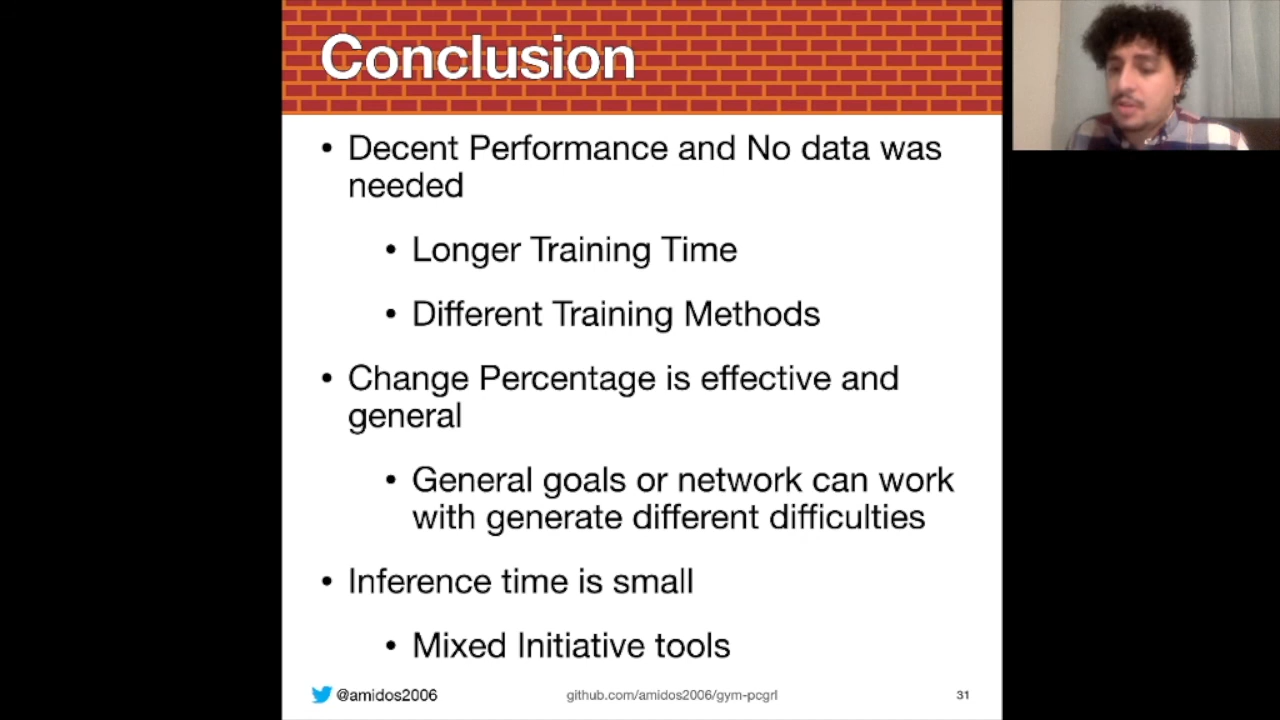 Conclusion
• Decent Performance and No data was
needed
• Longer Training Time
• Different Training Methods
• Change Percentage is effective and
general
• General goals or network can work
with generate different difficulties
• Inference time is small
• Mixed Initiative tools
@amidos2006
github.com/amidos2006/gym-pcgrl
31